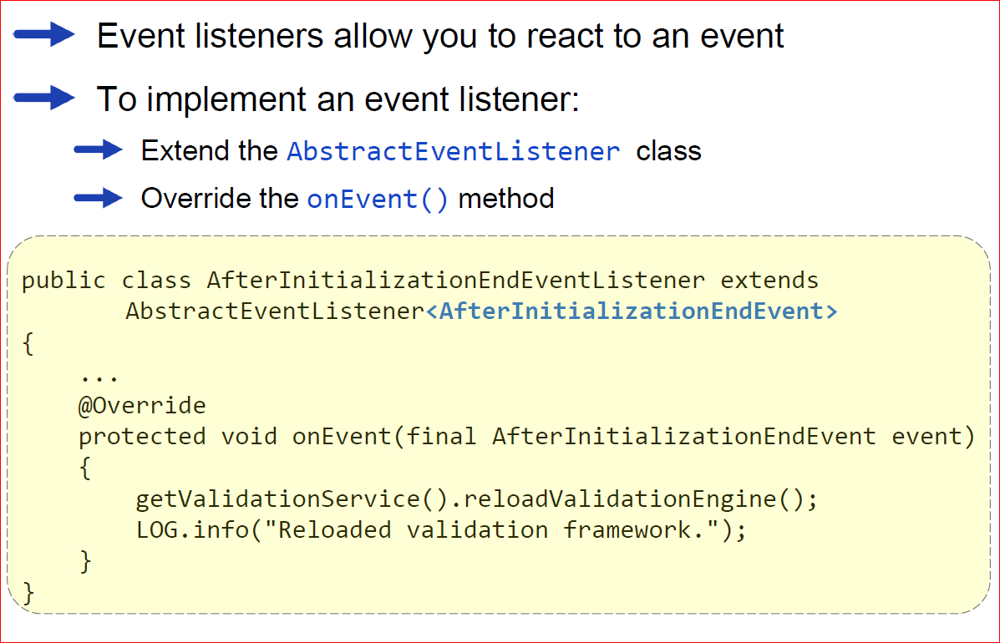 Event listeners allow you to react to an event
To implement an event listener:
Extend the AbstractEventListener class
Override the onEvent() method
public class AfterInitializationEndEventListener extends
AbstractEventListener<AfterInitializationEndEvent>
{
...
@Override
protected void onEvent(final AfterInitializationEndEvent event)
{
getValidationService().reloadValidationEngine();
LOG.info("Reloaded validation framework.");
}
}